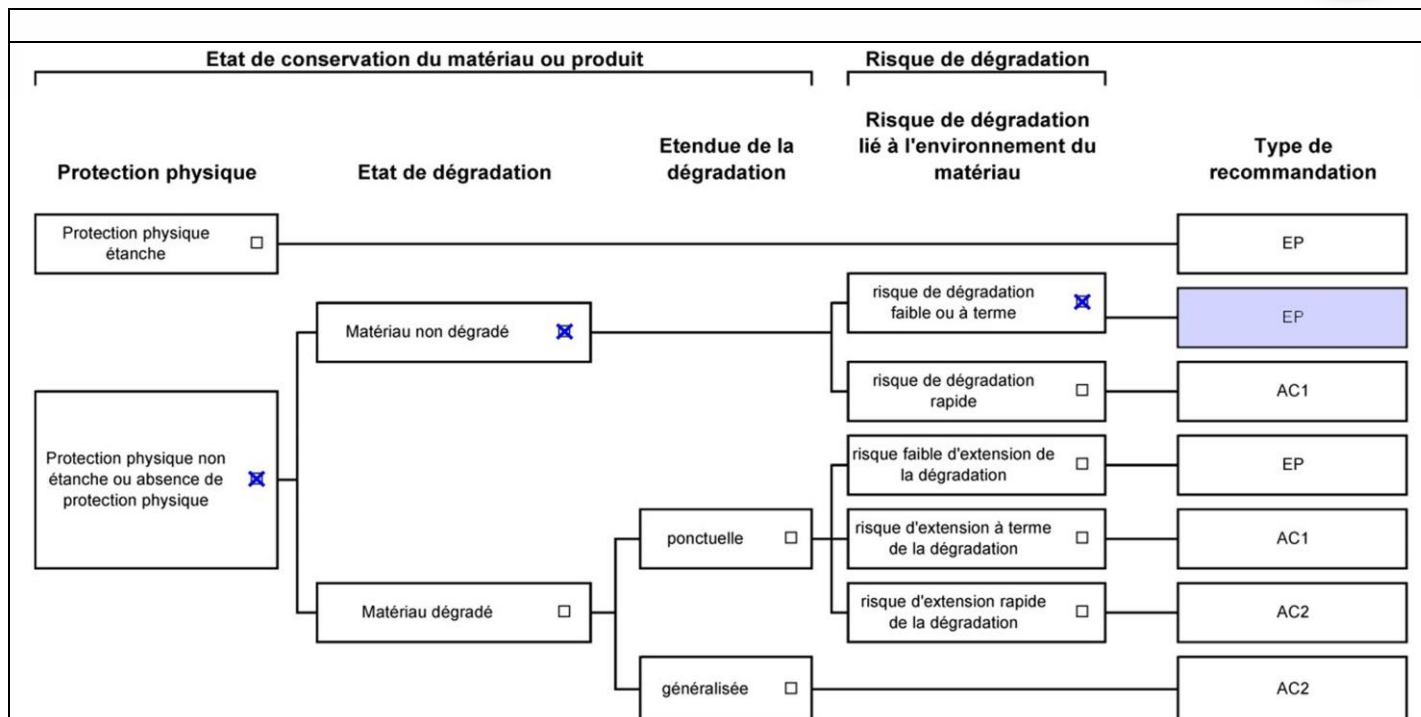 Etat de conservation du matériau ou produit
Risque de dégradation
Protection physique
Etat de dégradation
Etendue de la
dégradation
Risque de dégradation
lié à l'environnement du
matériau
Type de
recommandation
Protection physique
étanche
EP
risque de dégradation
faible ou à terme
EP
Matériau non dégradé
risque de dégradation
rapide
AC1
Protection physique non
étanche ou absence de
protection physique
risque faible d'extension de
la dégradation
EP
ponctuelle
risque d'extension à terme
de la dégradation
AC1
Matériau dégradé
risque d'extension rapide
de la dégradation
AC2
généralisée
AC2